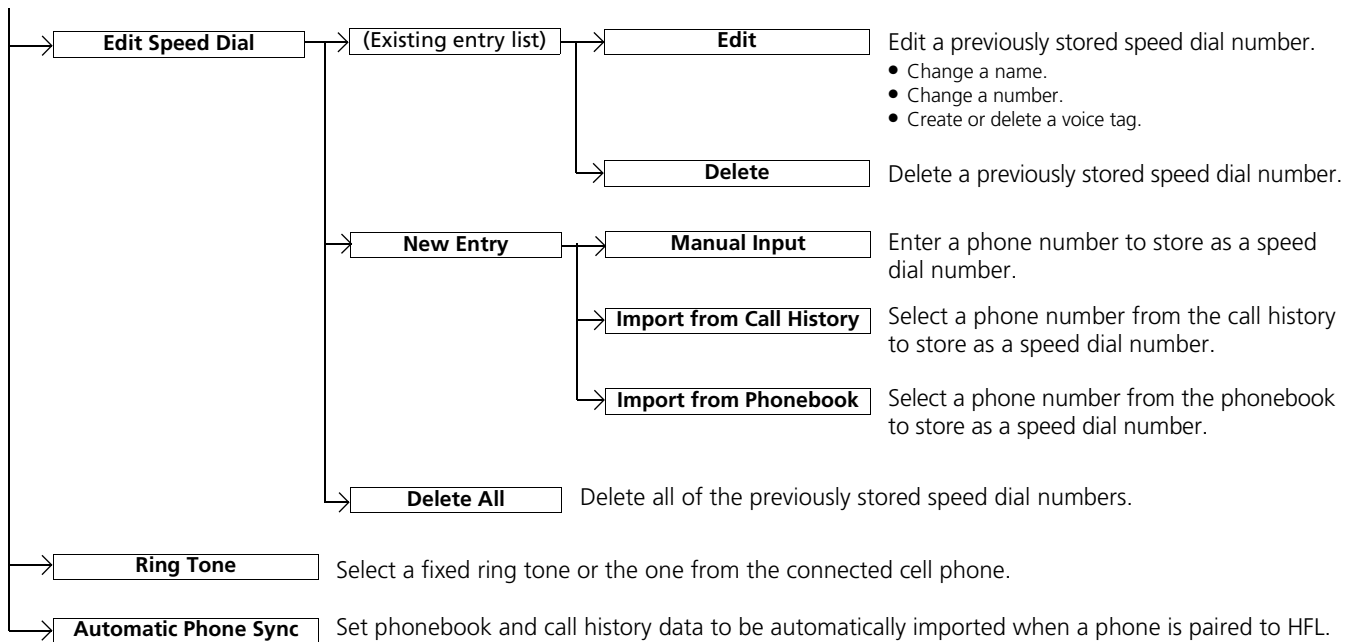 Edit Speed Dial
(Existing entry list)
Edit
Edit a previously stored speed dial number.
• Change a name.
• Change a number.
• Create or delete a voice tag.
Delete
Delete a previously stored speed dial number.
New Entry
Manual Input
Enter a phone number to store as a speed
dial number.
Import from Call History
Select a phone number from the call history
to store as a speed dial number.
Import from Phonebook
Select a phone number from the phonebook
to store as a speed dial number.
Delete All
Delete all of the previously stored speed dial numbers.
Ring Tone
Select a fixed ring tone or the one from the connected cell phone.
Automatic Phone Sync
Set phonebook and call history data to be automatically imported when a phone is paired to HFL.